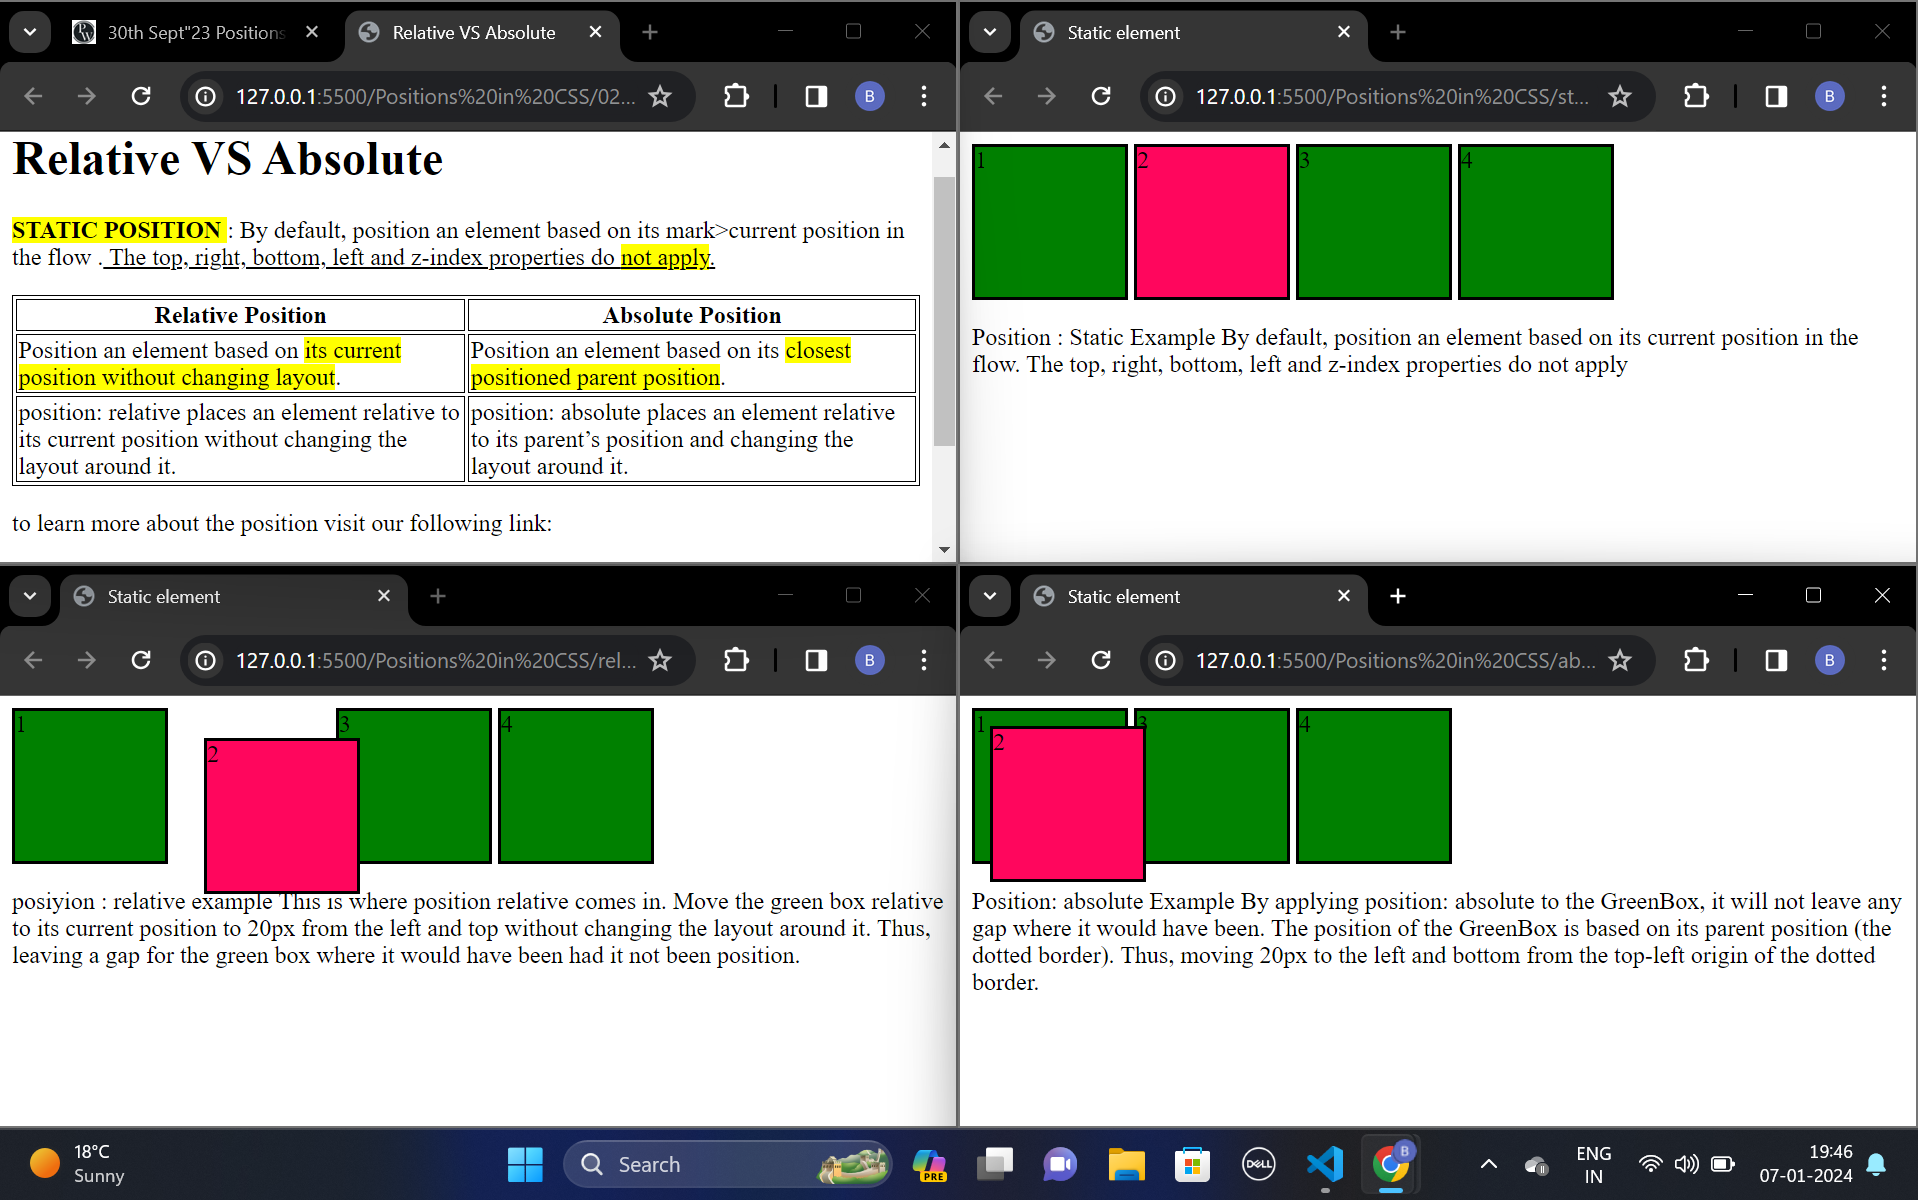 30th Sept"23 Positions
Relative VS Absolute
127.0.0.1:5500/Positions%20in%20CSS/02...
B
Relative VS Absolute
STATIC POSITION : By default, position an element based on its mark>current position in
the flow . The top, right, bottom, left and z-index properties do not apply.
Relative Position
Absolute Position
Position an element based on its current
position without changing layout.
Position an element based on its closest
positioned parent position.
position: relative places an element relative to
its current position without changing the
layout around it.
position: absolute places an element relative
to its parent’s position and changing the
layout around it.
to learn more about the position visit our following link:
Static element
127.0.0.1:5500/Positions%20in%20CSS/st...
B
1 2 3 4
Position : Static Example By default, position an element based on its current position in the
flow. The top, right, bottom, left and z-index properties do not apply
Static element
127.0.0.1:5500/Positions%20in%20CSS/rel...
B
1 2 3 4
posiyion : relative example This is where position relative comes in. Move the green box relative
to its current position to 20px from the left and top without changing the layout around it. Thus,
leaving a gap for the green box where it would have been had it not been position.
Static element
127.0.0.1:5500/Positions%20in%20CSS/ab...
B
1 2 3 4
Position: absolute Example By applying position: absolute to the GreenBox, it will not leave any
gap where it would have been. The position of the GreenBox is based on its parent position (the
dotted border). Thus, moving 20px to the left and bottom from the top-left origin of the dotted
border.
18°C
Sunny
Search
PRE
DELL
B
ENG
IN
19:46
07-01-2024